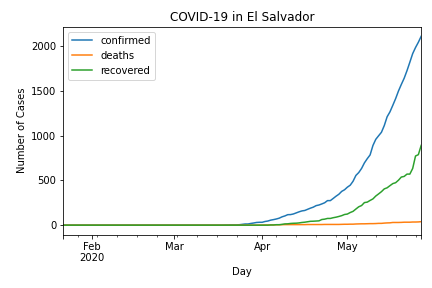 COVID-19 in El Salvador
confirmed
deaths
recovered
Number of Cases
2000
1500
1000
500
0
Feb
2020
Mar
Apr
May
Day